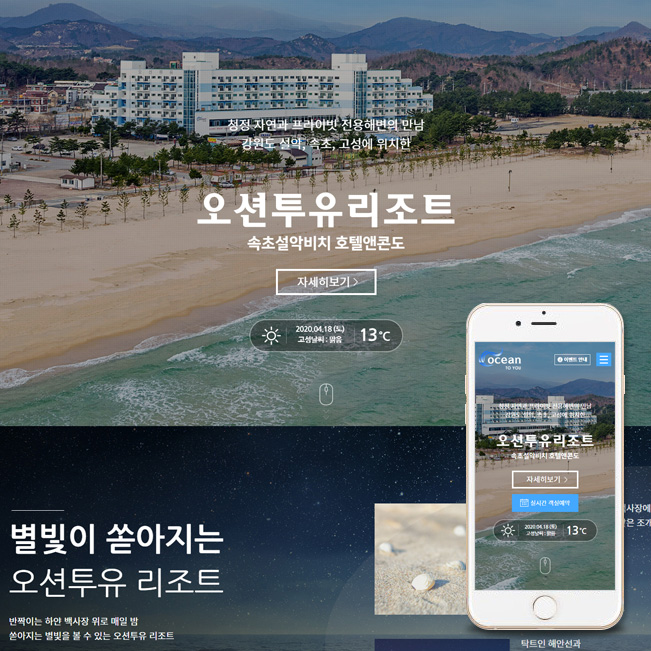 청정 자연과 프라이빗 전용해변의 만남
강원도 설악, 속초, 고성에 위치한
오션투유리조트
속초설악비치 호텔앤콘도
자세히보기 >
2020.04.18 (토)
고성날씨 : 맑음
13℃
별빛이 쏟아지는
오션투유 리조트
반짝이는 하얀 백사장 위로 매일 밤
쏟아지는 별빛을 볼 수 있는 오션투유 리조트
탁트인 해안선과
ocean
TO YOU
이벤트 안내
청정 자연과 프라이빗 전용해변의 만남
강원도 설악, 속초, 고성에 위치한
오션투유리조트
속초설악비치 호텔앤콘도
자세히보기 >
실시간 객실예약
2020.04.18 (토)
고성날씨 : 맑음
13℃